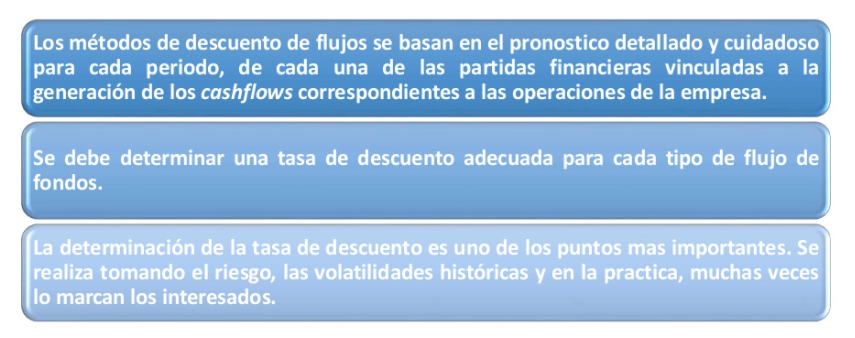 Los métodos de descuento de flujos se basan en el pronostico detallado y cuidadoso
para cada periodo, de cada una de las partidas financieras vinculadas a la
generación de los cashflows correspondientes a las operaciones de la empresa.
Se debe determinar una tasa de descuento adecuada para cada tipo de flujo de
fondos.
La determinación de la tasa de descuento es uno de los puntos mas importantes. Se
realiza tomando el riesgo, las volatilidades históricas y en la practica, muchas veces
lo marcan los interesados.